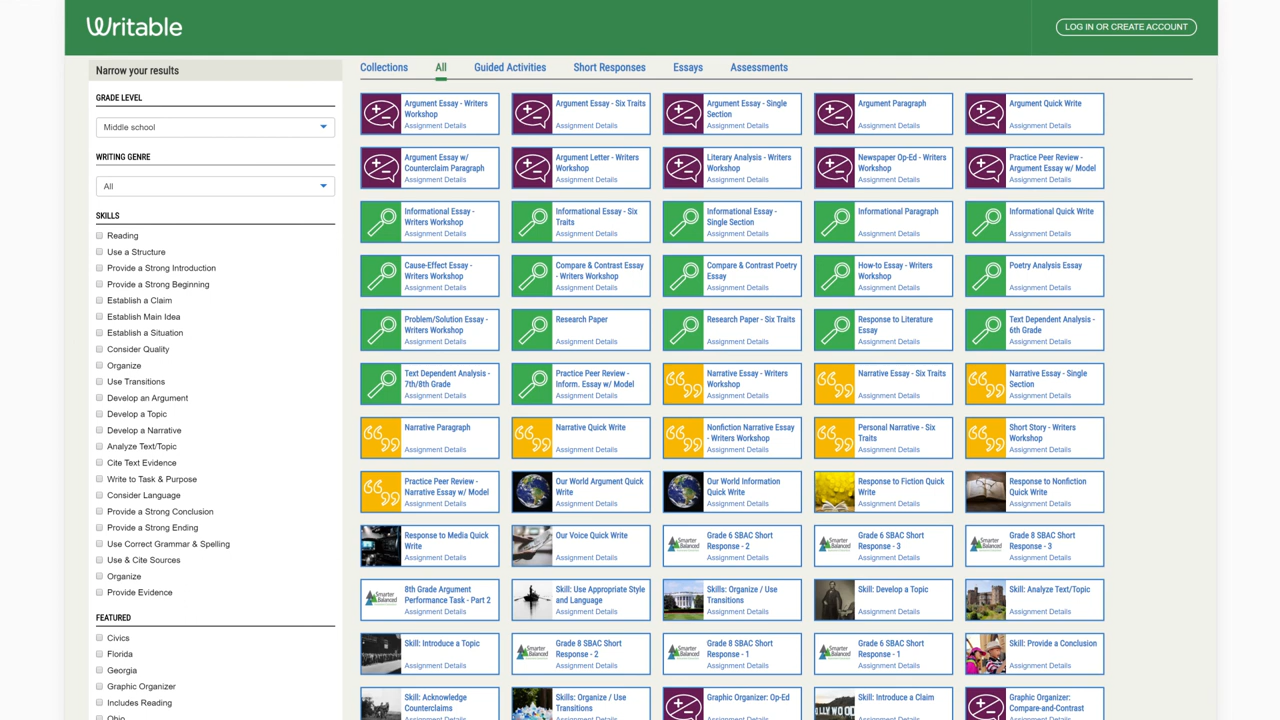 Writable
LOG IN OR CREATE ACCOUNT
Narrow your results
GRADE LEVEL
Middle school
WRITING GENRE
All
SKILLS
Reading
Use a Structure
Provide a Strong Introduction
Provide a Strong Beginning
Establish a Claim
Establish Main Idea
Establish a Situation
Consider Quality
Organize
Use Transitions
Develop an Argument
Develop a Topic
Develop a Narrative
Analyze Text/Topic
Cite Text Evidence
Write to Task & Purpose
Consider Language
Provide a Strong Conclusion
Provide a Strong Ending
Use Correct Grammar & Spelling
Use & Cite Sources
Organize
Provide Evidence
FEATURED
Civics
Florida
Georgia
Graphic Organizer
Includes Reading
Ohio
Collections
All
Guided Activities
Short Responses
Essays
Assessments
Argument Essay - Writers
Workshop
Assignment Details
Argument Essay - Six Traits
Assignment Details
Argument Essay - Single
Section
Assignment Details
Argument Paragraph
Assignment Details
Argument Quick Write
Assignment Details
Argument Essay w/
Counterclaim Paragraph
Assignment Details
Argument Letter - Writers
Workshop
Assignment Details
Literary Analysis - Writers
Workshop
Assignment Details
Newspaper Op-Ed - Writers
Workshop
Assignment Details
Practice Peer Review -
Argument Essay w/ Model
Assignment Details
Informational Essay -
Writers Workshop
Assignment Details
Informational Essay - Six
Traits
Assignment Details
Informational Essay -
Single Section
Assignment Details
Informational Paragraph
Assignment Details
Informational Quick Write
Assignment Details
Cause-Effect Essay -
Writers Workshop
Assignment Details
Compare & Contrast Essay
- Writers Workshop
Assignment Details
Compare & Contrast Poetry
Essay
Assignment Details
How-to Essay - Writers
Workshop
Assignment Details
Poetry Analysis Essay
Assignment Details
Problem/Solution Essay -
Writers Workshop
Assignment Details
Research Paper
Assignment Details
Research Paper - Six Traits
Assignment Details
Response to Literature
Essay
Assignment Details
Text Dependent Analysis -
6th Grade
Assignment Details
Text Dependent Analysis -
7th/8th Grade
Assignment Details
Practice Peer Review -
Inform. Essay w/ Model
Assignment Details
Narrative Essay - Writers
Workshop
Assignment Details
Narrative Essay - Six Traits
Assignment Details
Narrative Essay - Single
Section
Assignment Details
Narrative Paragraph
Assignment Details
Narrative Quick Write
Assignment Details
Nonfiction Narrative Essay
- Writers Workshop
Assignment Details
Personal Narrative - Six
Traits
Assignment Details
Short Story - Writers
Workshop
Assignment Details
Practice Peer Review -
Narrative Essay w/ Model
Assignment Details
Our World Argument Quick
Write
Assignment Details
Our World Information
Quick Write
Assignment Details
Response to Fiction Quick
Write
Assignment Details
Response to Nonfiction
Quick Write
Assignment Details
Response to Media Quick
Write
Assignment Details
Our Voice Quick Write
Assignment Details
Smarter
Balanced
Grade 6 SBAC Short
Response - 2
Assignment Details
Smarter
Balanced
Grade 6 SBAC Short
Response - 3
Assignment Details
Smarter
Balanced
Grade 8 SBAC Short
Response - 3
Assignment Details
Smarter
Balanced
8th Grade Argument
Performance Task - Part 2
Assignment Details
Skill: Use Appropriate Style
and Language
Assignment Details
Skills: Organize / Use
Transitions
Assignment Details
Skill: Develop a Topic
Assignment Details
Skill: Analyze Text/Topic
Assignment Details
Skill: Introduce a Topic
Assignment Details
Smarter
Balanced
Grade 8 SBAC Short
Response - 2
Assignment Details
Smarter
Balanced
Grade 8 SBAC Short
Response - 1
Assignment Details
Smarter
Balanced
Grade 6 SBAC Short
Response - 1
Assignment Details
Skill: Provide a Conclusion
Assignment Details
Skill: Acknowledge
Counterclaims
Skills: Organize / Use
Transitions
Graphic Organizer: Op-Ed
Skill: Introduce a Claim
Graphic Organizer:
Compare-and-Contrast